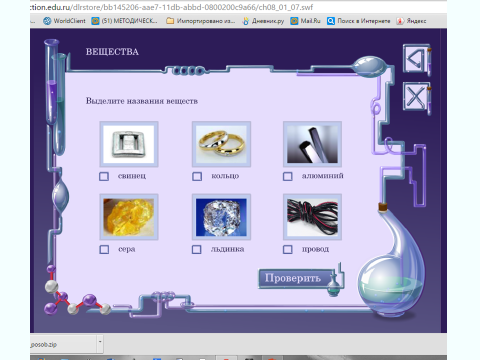 ction.edu.ru/dlrstore/bb145206-aae7-11db-abbd-0800200c9a66/ch08_01_07.swf
WorldClient (51) МЕТОДИЧЕСК... Импортировано из... Дневник.ру Mail.Ru Поиск в Интернете Яндекс
ВЕЩЕСТВА
Выделите названия веществ
свинец кольцо алюминий
сера льдинка провод
Проверить
posob.zip